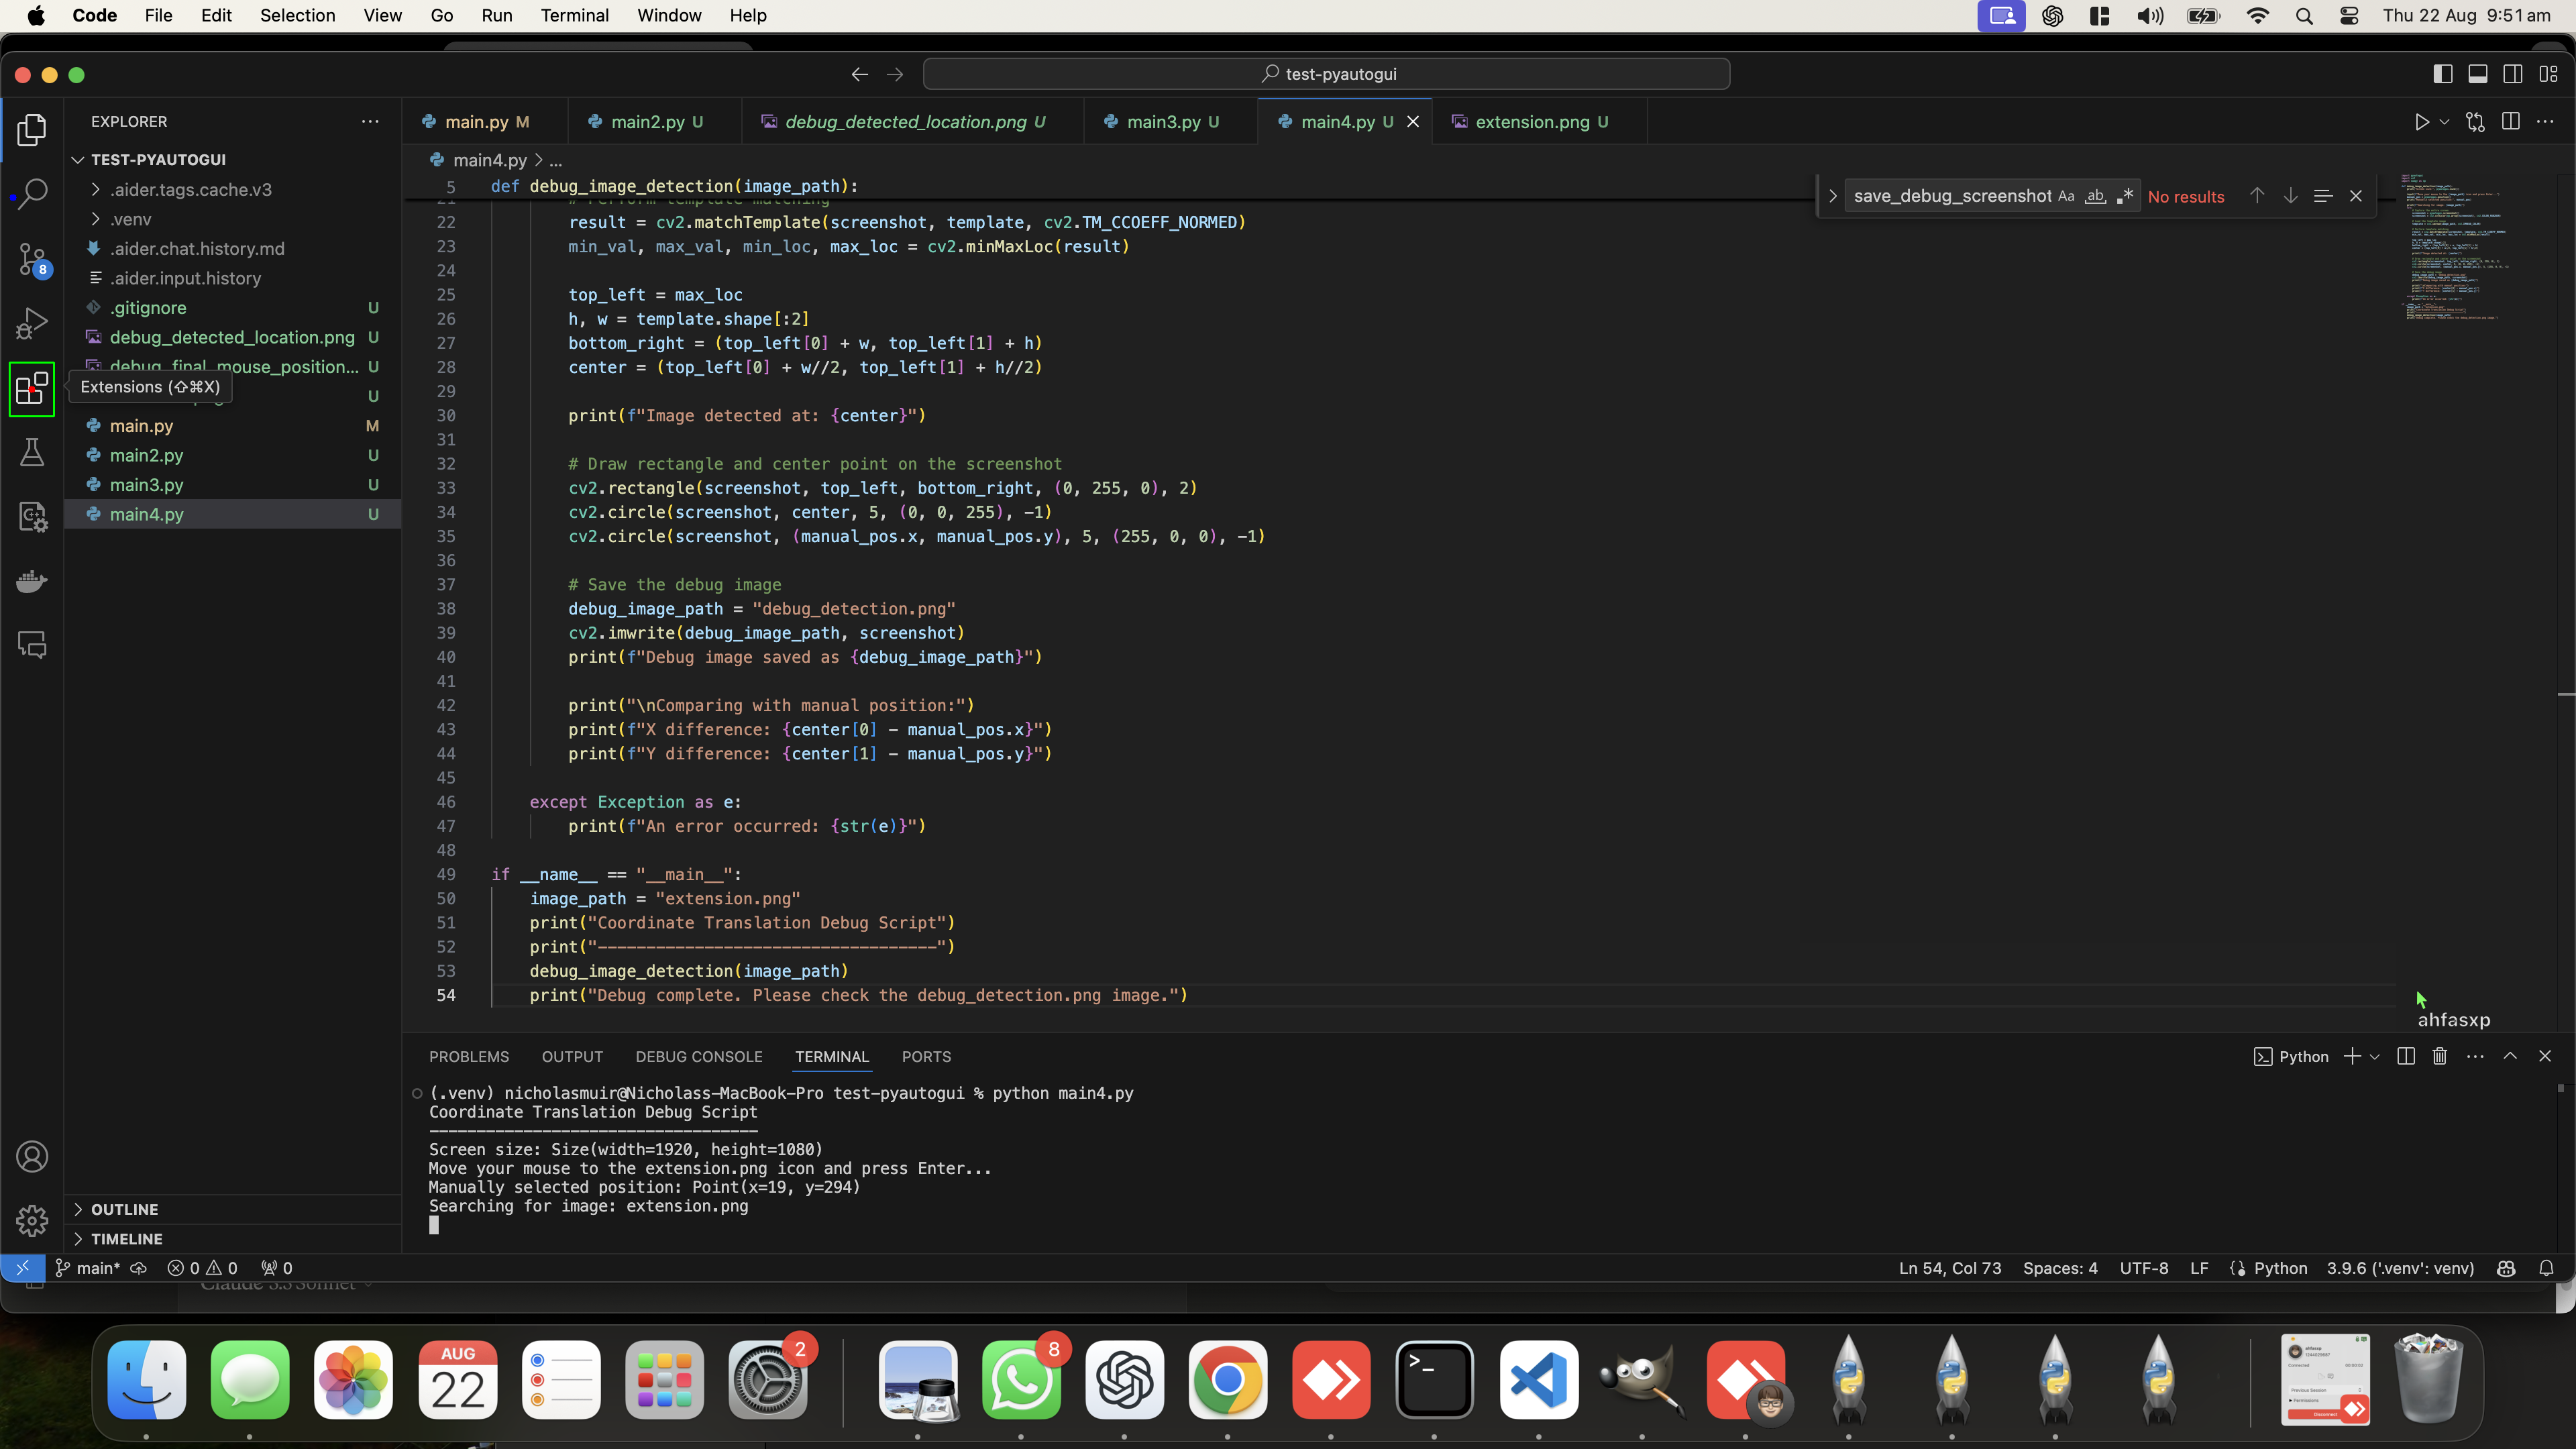 Code File Edit Selection View Go Run Terminal Window Help
Thu 22 Aug 9:51 am
test-pyautogui
EXPLORER
TEST-PYAUTOGUI
.aider.tags.cache.v3
.venv
.aider.chat.history.md
.aider.input.history
.gitignore U
debug_detected_location.png U
debug_final_mouse_position... U
U
main.py M
main2.py U
main3.py U
main4.py U
8
Extensions (⇧⌘X)
OUTLINE
TIMELINE
main.py M main2.py U debug_detected_location.png U main3.py U main4.py U extension.png U
main4.py > ...
save_debug_screenshot Aa ab .* No results
5 def debug_image_detection(image_path):
21 # Perform template matching
22 result = cv2.matchTemplate(screenshot, template, cv2.TM_CCOEFF_NORMED)
23 min_val, max_val, min_loc, max_loc = cv2.minMaxLoc(result)
24
25 top_left = max_loc
26 h, w = template.shape[:2]
27 bottom_right = (top_left[0] + w, top_left[1] + h)
28 center = (top_left[0] + w//2, top_left[1] + h//2)
29
30 print(f"Image detected at: {center}")
31
32 # Draw rectangle and center point on the screenshot
33 cv2.rectangle(screenshot, top_left, bottom_right, (0, 255, 0), 2)
34 cv2.circle(screenshot, center, 5, (0, 0, 255), -1)
35 cv2.circle(screenshot, (manual_pos.x, manual_pos.y), 5, (255, 0, 0), -1)
36
37 # Save the debug image
38 debug_image_path = "debug_detection.png"
39 cv2.imwrite(debug_image_path, screenshot)
40 print(f"Debug image saved as {debug_image_path}")
41
42 print("\nComparing with manual position:")
43 print(f"X difference: {center[0] - manual_pos.x}")
44 print(f"Y difference: {center[1] - manual_pos.y}")
45
46 except Exception as e:
47 print(f"An error occurred: {str(e)}")
48
49 if __name__ == "__main__":
50 image_path = "extension.png"
51 print("Coordinate Translation Debug Script")
52 print("-----------------------------------")
53 debug_image_detection(image_path)
54 print("Debug complete. Please check the debug_detection.png image.")
ahfasxp
PROBLEMS OUTPUT DEBUG CONSOLE TERMINAL PORTS
Python
(.venv) nicholasmuir@Nicholass-MacBook-Pro test-pyautogui % python main4.py
Coordinate Translation Debug Script
-----------------------------------
Screen size: Size(width=1920, height=1080)
Move your mouse to the extension.png icon and press Enter...
Manually selected position: Point(x=19, y=294)
Searching for image: extension.png
main* 0 0 0
Ln 54, Col 73 Spaces: 4 UTF-8 LF Python 3.9.6 ('.venv': venv)
Claude 3.5 Sonnet
AUG
22
2
8